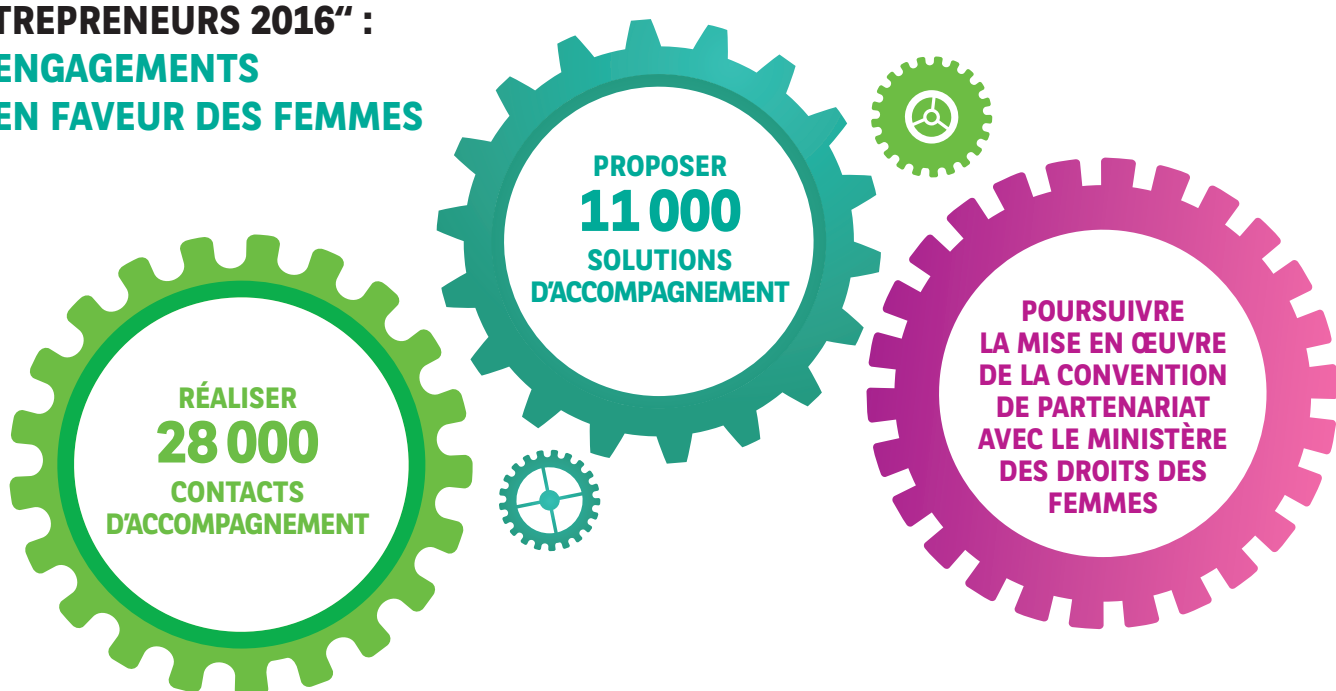 TREPRENEURS 2016“ :
ENGAGEMENTS
EN FAVEUR DES FEMMES
PROPOSER
11 000
SOLUTIONS
D'ACCOMPAGNEMENT
RÉALISER
28 000
CONTACTS
D'ACCOMPAGNEMENT
POURSUIVRE
LA MISE EN ŒUVRE
DE LA CONVENTION
DE PARTENARIAT
AVEC LE MINISTÈRE
DES DROITS DES
FEMMES